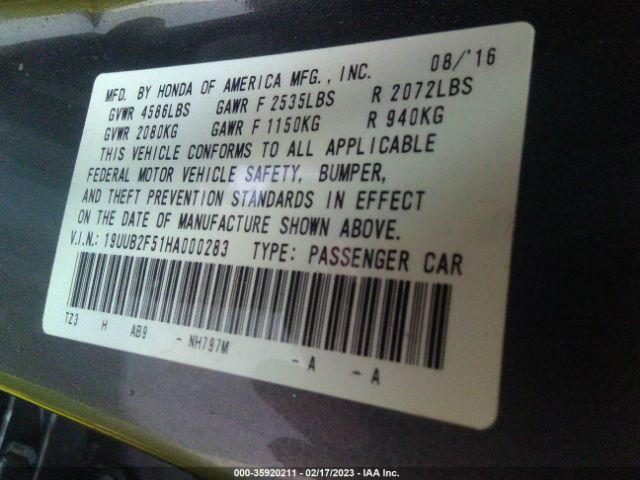 MFD. BY HONDA OF AMERICA MFG., INC. 08/'16
GVWR 4586LBS GAWR F 2535LBS R 2072LBS
GVWR 2080KG GAWR F 1150KG R 940KG
THIS VEHICLE CONFORMS TO ALL APPLICABLE
FEDERAL MOTOR VEHICLE SAFETY, BUMPER,
AND THEFT PREVENTION STANDARDS IN EFFECT
ON THE DATE OF MANUFACTURE SHOWN ABOVE.
V.I.N.: 19UUB2F51HA000283 TYPE: PASSENGER CAR
TZ3 H AB9 - NH797M - A - A
000-35920211 - 02/17/2023 - IAA Inc.